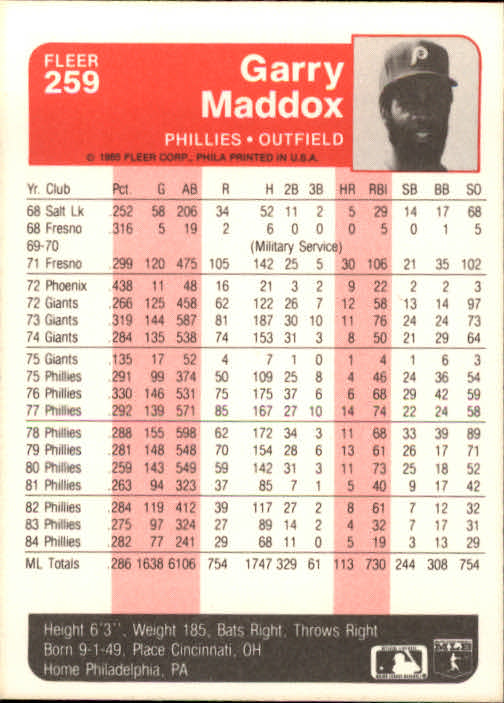 FLEER
259
Garry
Maddox
PHILLIES • OUTFIELD
© 1985 FLEER CORP., PHILA PRINTED IN U.S.A.
P
Yr. Club Pct. G AB R H 2B 3B HR RBI SB BB SO
68 Salt Lk .252 58 206 34 52 11 2 5 29 14 17 68
68 Fresno .316 5 19 2 6 0 0 0 5 0 1 5
69-70 (Military Service)
71 Fresno .299 120 475 105 142 25 5 30 106 21 35 102
72 Phoenix .438 11 48 16 21 3 2 9 22 2 2 3
72 Giants .266 125 458 62 122 26 7 12 58 13 14 97
73 Giants .319 144 587 81 187 30 10 11 76 24 24 73
74 Giants .284 135 538 74 153 31 3 8 50 21 29 64
75 Giants .135 17 52 4 7 1 0 1 4 1 6 3
75 Phillies .291 99 374 50 109 25 8 4 46 24 36 54
76 Phillies .330 146 531 75 175 37 6 6 68 29 42 59
77 Phillies .292 139 571 85 167 27 10 14 74 22 24 58
78 Phillies .288 155 598 62 172 34 3 11 68 33 39 89
79 Phillies .281 148 548 70 154 28 6 13 61 26 17 71
80 Phillies .259 143 549 59 142 31 3 11 73 25 18 52
81 Phillies .263 94 323 37 85 7 1 5 40 9 17 42
82 Phillies .284 119 412 39 117 27 2 8 61 7 12 32
83 Phillies .275 97 324 27 89 14 2 4 32 7 17 31
84 Phillies .282 77 241 29 68 11 0 5 19 3 13 29
ML Totals .286 1638 6106 754 1747 329 61 113 730 244 308 754
Height 6'3'', Weight 185, Bats Right, Throws Right
Born 9-1-49, Place Cincinnati, OH
Home Philadelphia, PA